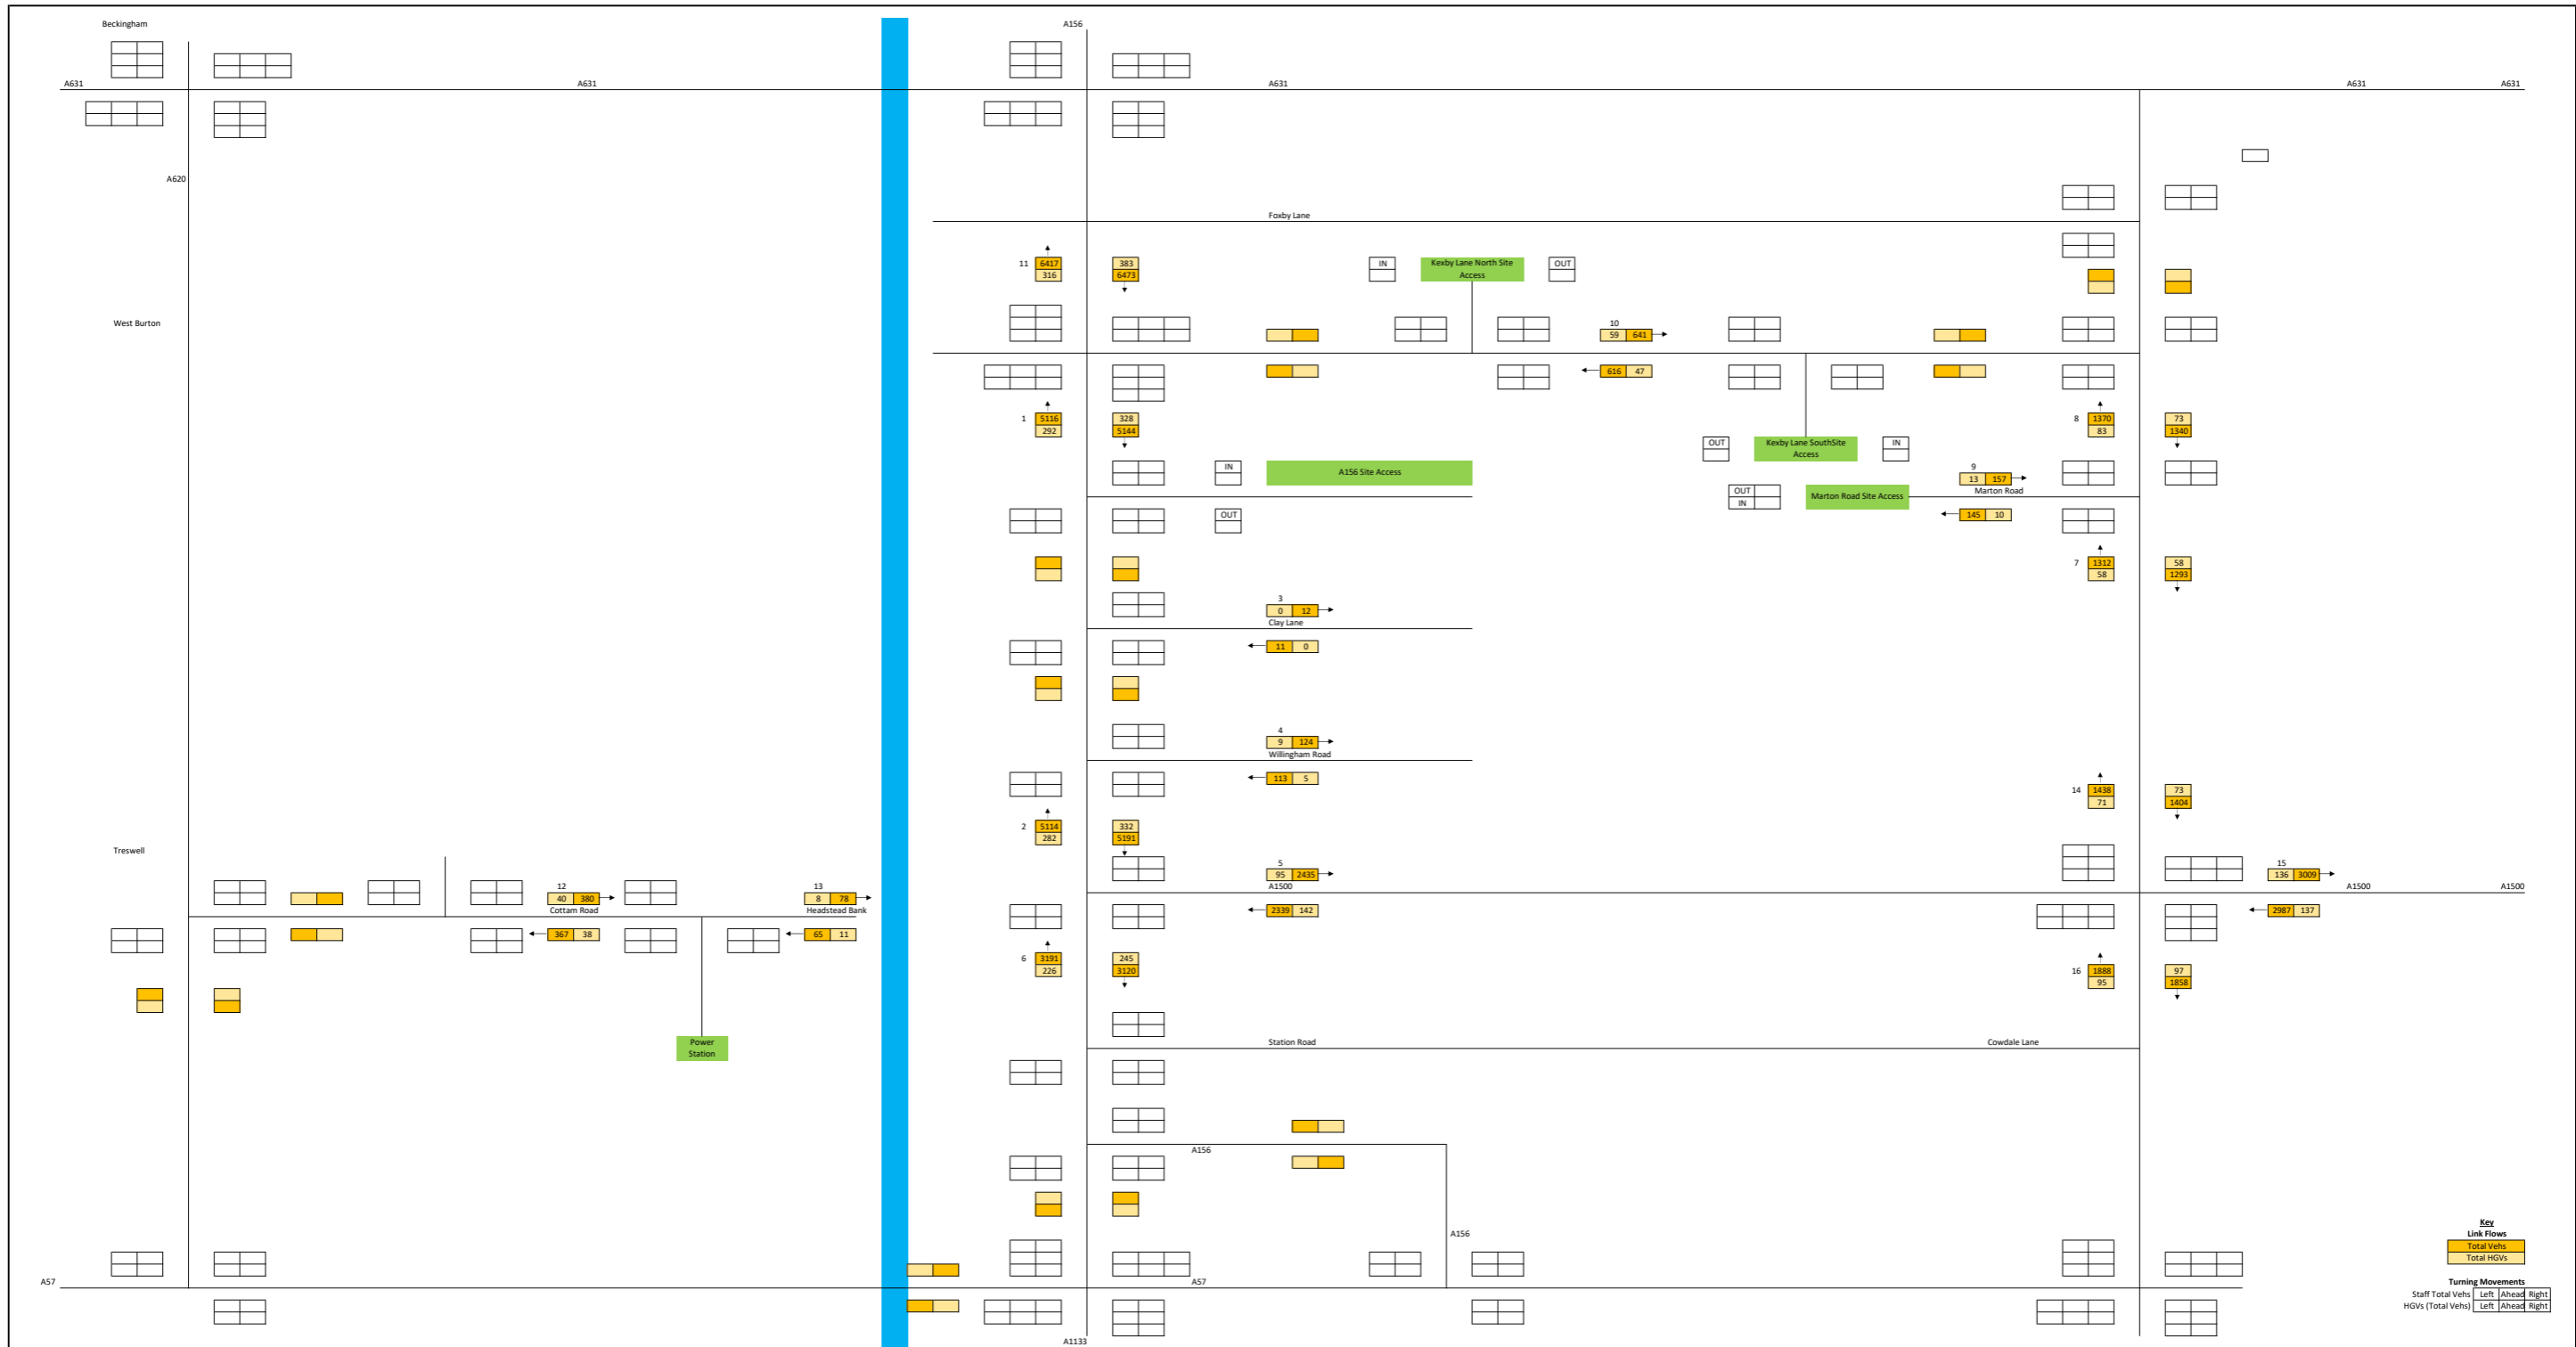 Beckingham
A156
A631
A631
A631
A631
A631
A620
Foxby Lane
11
6417
316
383
6473
IN
Kexby Lane North Site
Access
OUT
West Burton
10
59 641
616 47
1
5116
292
328
5144
8
1370
83
73
1340
OUT
Kexby Lane SouthSite
Access
IN
IN
A156 Site Access
9
13 157
Marton Road
OUT
IN
Marton Road Site Access
OUT
145 10
7
1312
58
58
1293
3
0 12
Clay Lane
11 0
4
9 124
Willingham Road
113 5
14
1438
71
73
1404
2
5114
282
332
5191
Treswell
5
95 2435
A1500
15
136 3009
A1500
A1500
12
40 380
Cottam Road
13
8 78
Headstead Bank
2339 142
2987 137
367 38
65 11
6
3191
226
245
3120
16
1888
95
97
1858
Power
Station
Station Road
Cowdale Lane
A156
A156
Key
Link Flows
Total Vehs
Total HGVs
A57
A57
Turning Movements
Staff Total Vehs Left Ahead Right
HGVs (Total Vehs) Left Ahead Right
A1133